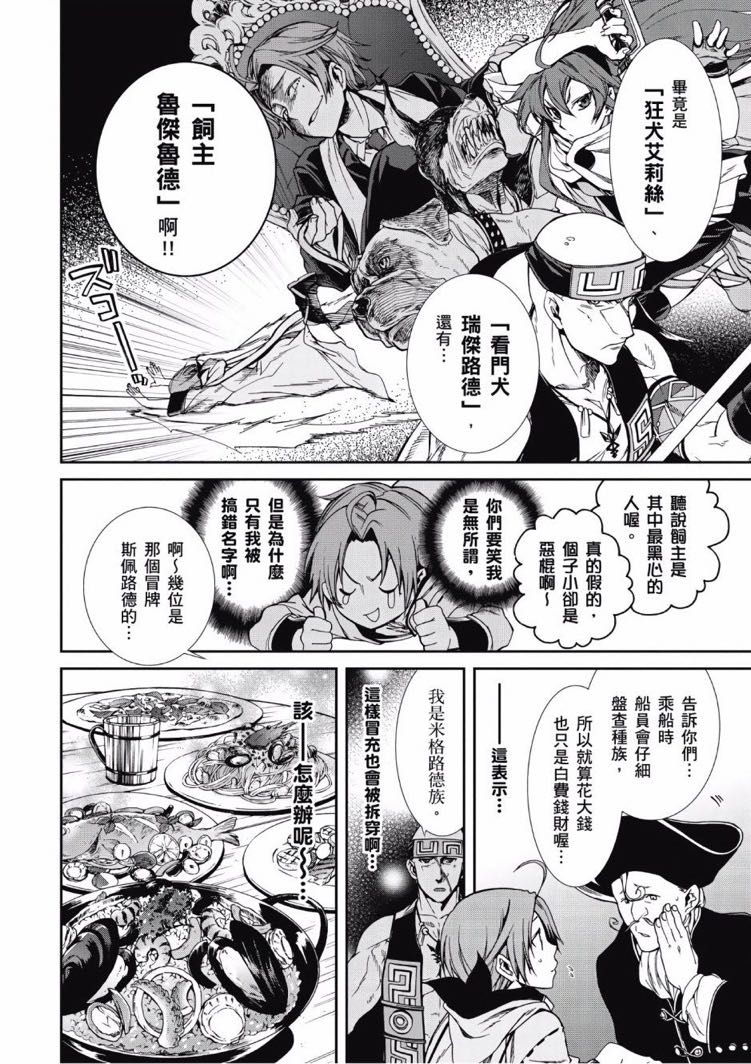 畢竟是
「狂犬艾莉絲」、
「看門犬
瑞傑路德」，
還有…
「飼主
魯傑魯德」啊!!
ズコー
聽說飼主是
其中最黑心的
人喔。
真的假的，
個子小卻是
惡棍啊～
你們要笑我
是無所謂，
但是為什麼
只有我被
搞錯名字啊…
啊～幾位是
那個冒牌
斯佩路德的…
告訴你們…
乘船時
船員會仔細
盤查種族，
所以就算花大錢
也只是白費錢財喔…
——這表示…
我是米格路德族。
這樣冒充也會被拆穿啊…
該——怎麼辦呢～…